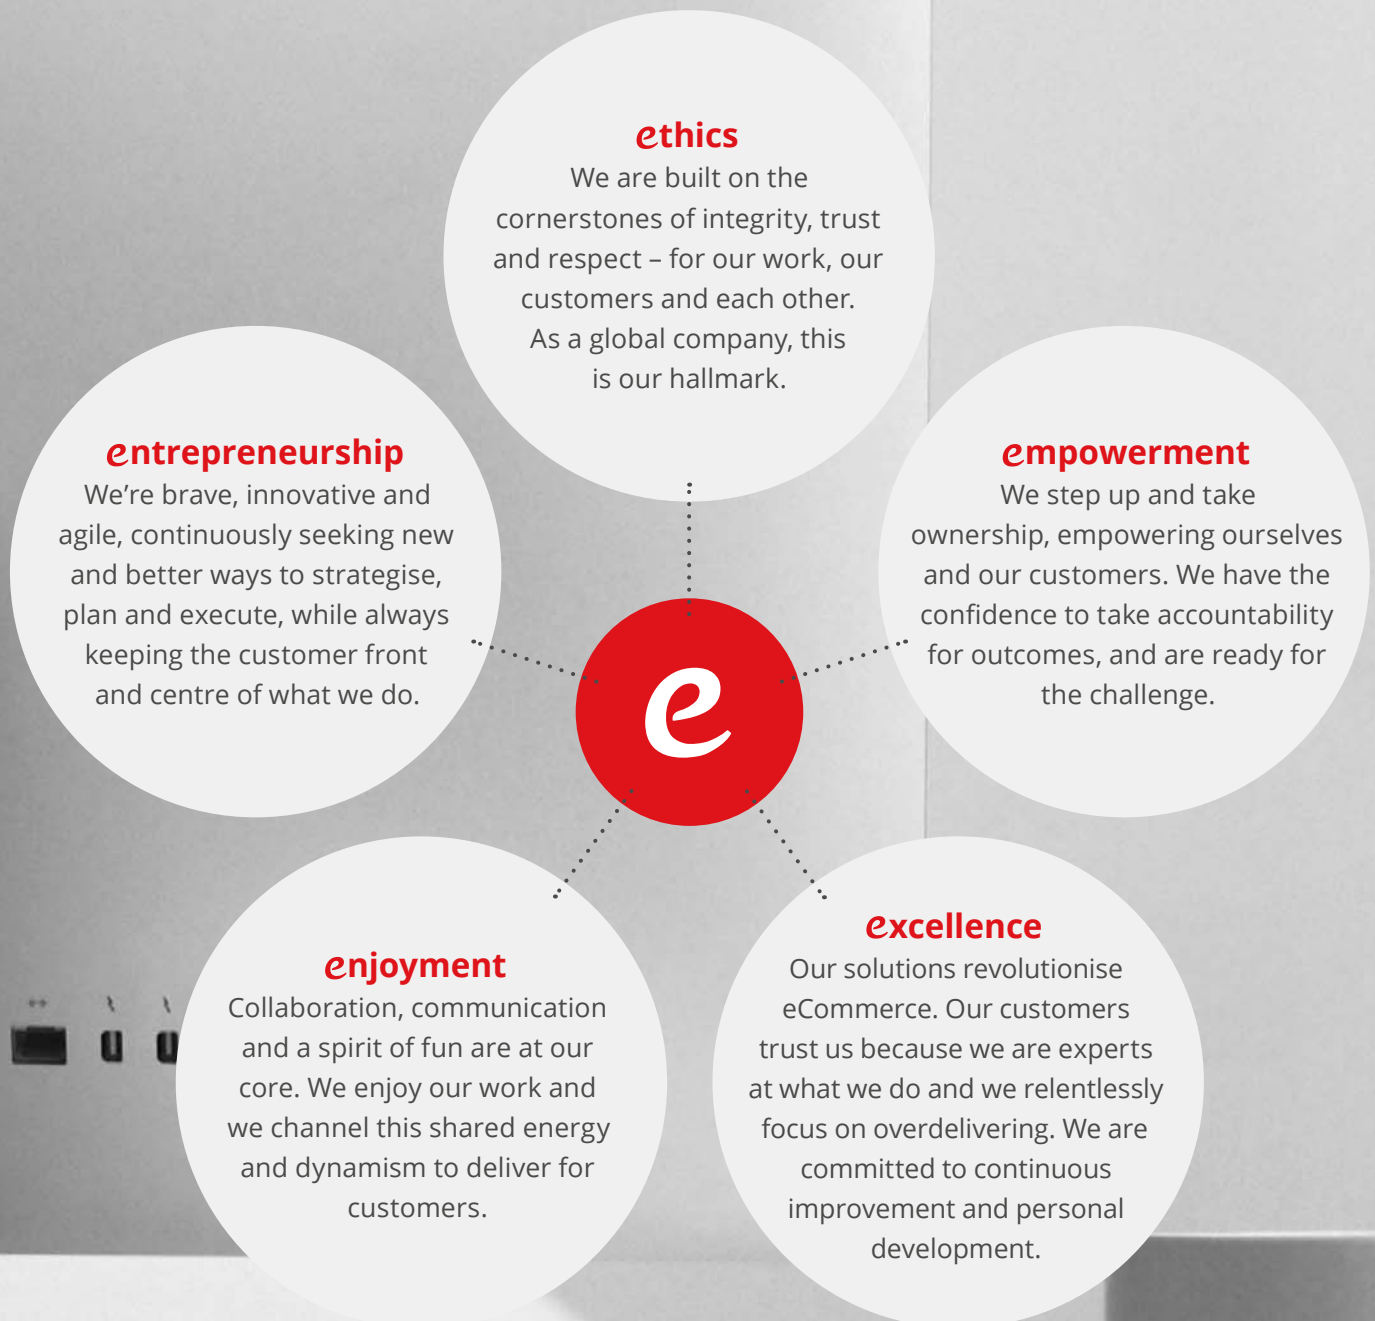 ethics
We are built on the
cornerstones of integrity, trust
and respect – for our work, our
customers and each other.
As a global company, this
is our hallmark.
entrepreneurship
We’re brave, innovative and
agile, continuously seeking new
and better ways to strategise,
plan and execute, while always
keeping the customer front
and centre of what we do.
empowerment
We step up and take
ownership, empowering ourselves
and our customers. We have the
confidence to take accountability
for outcomes, and are ready for
the challenge.
e
enjoyment
Collaboration, communication
and a spirit of fun are at our
core. We enjoy our work and
we channel this shared energy
and dynamism to deliver for
customers.
excellence
Our solutions revolutionise
eCommerce. Our customers
trust us because we are experts
at what we do and we relentlessly
focus on overdelivering. We are
committed to continuous
improvement and personal
development.